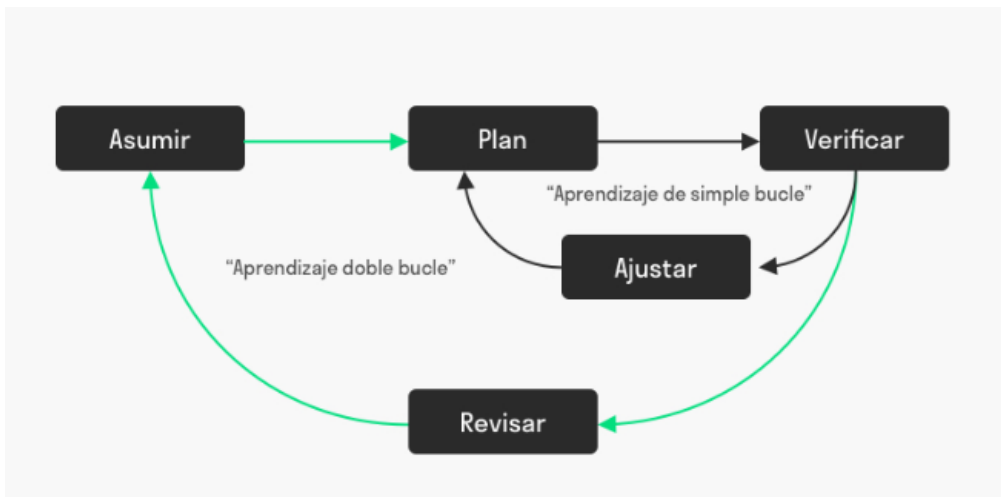 Asumir
Plan
Verificar
“Aprendizaje de simple bucle”
Ajustar
“Aprendizaje doble bucle”
Revisar